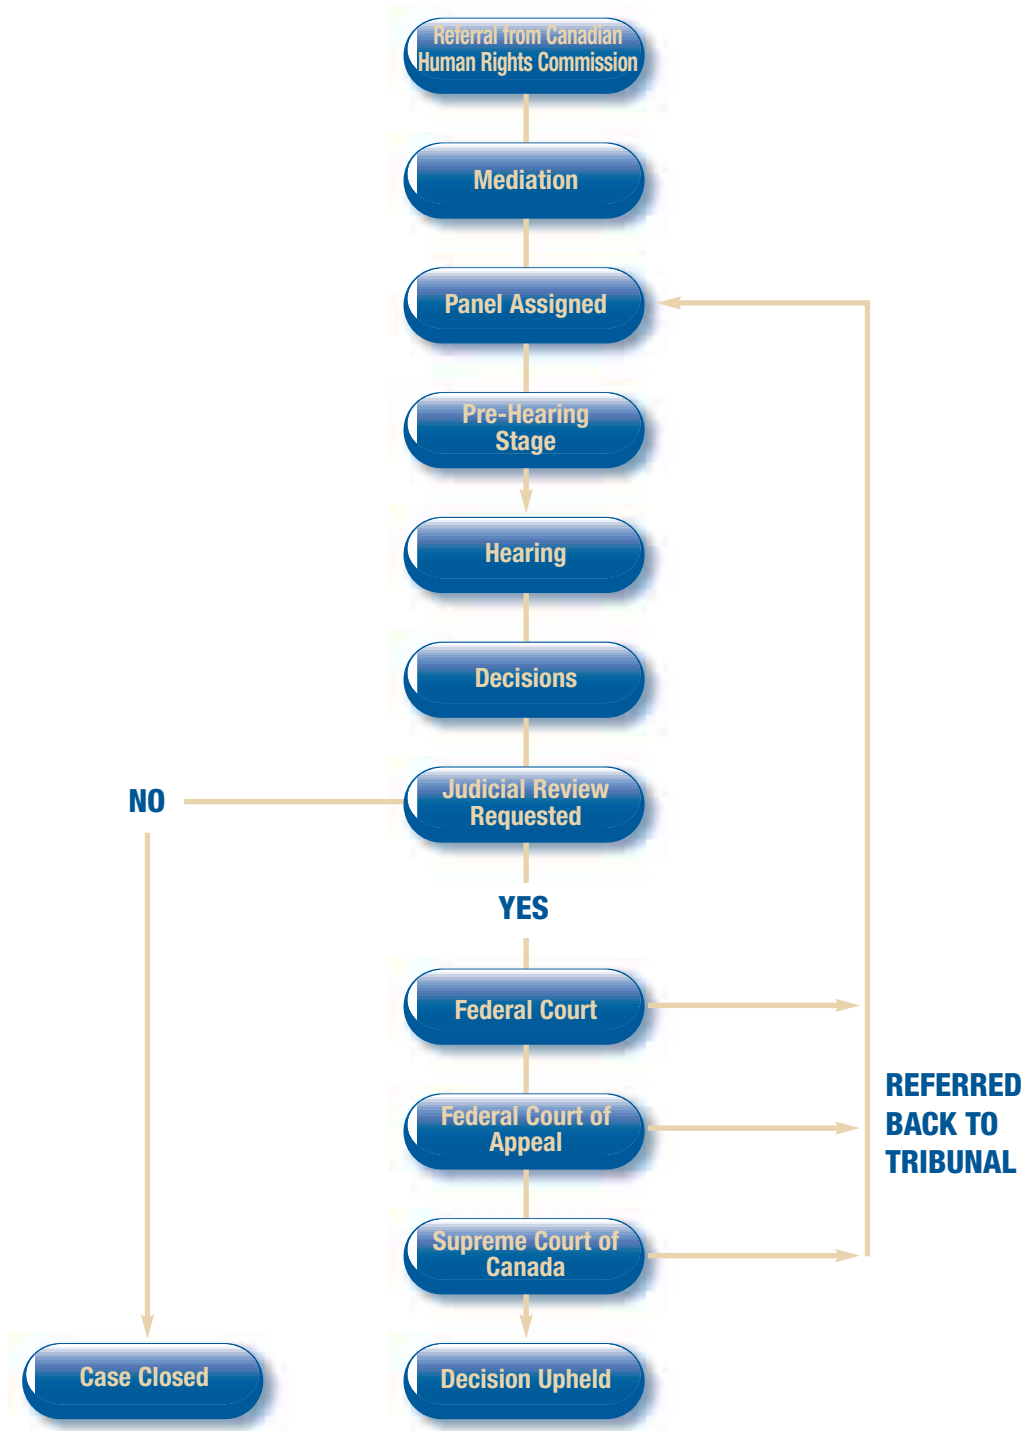 Referral from Canadian
Human Rights Commission
Mediation
Panel Assigned
Pre-Hearing
Stage
Hearing
Decisions
Judicial Review
Requested
NO
YES
Federal Court
Federal Court of
Appeal
REFERRED
BACK TO
TRIBUNAL
Supreme Court of
Canada
Case Closed
Decision Upheld